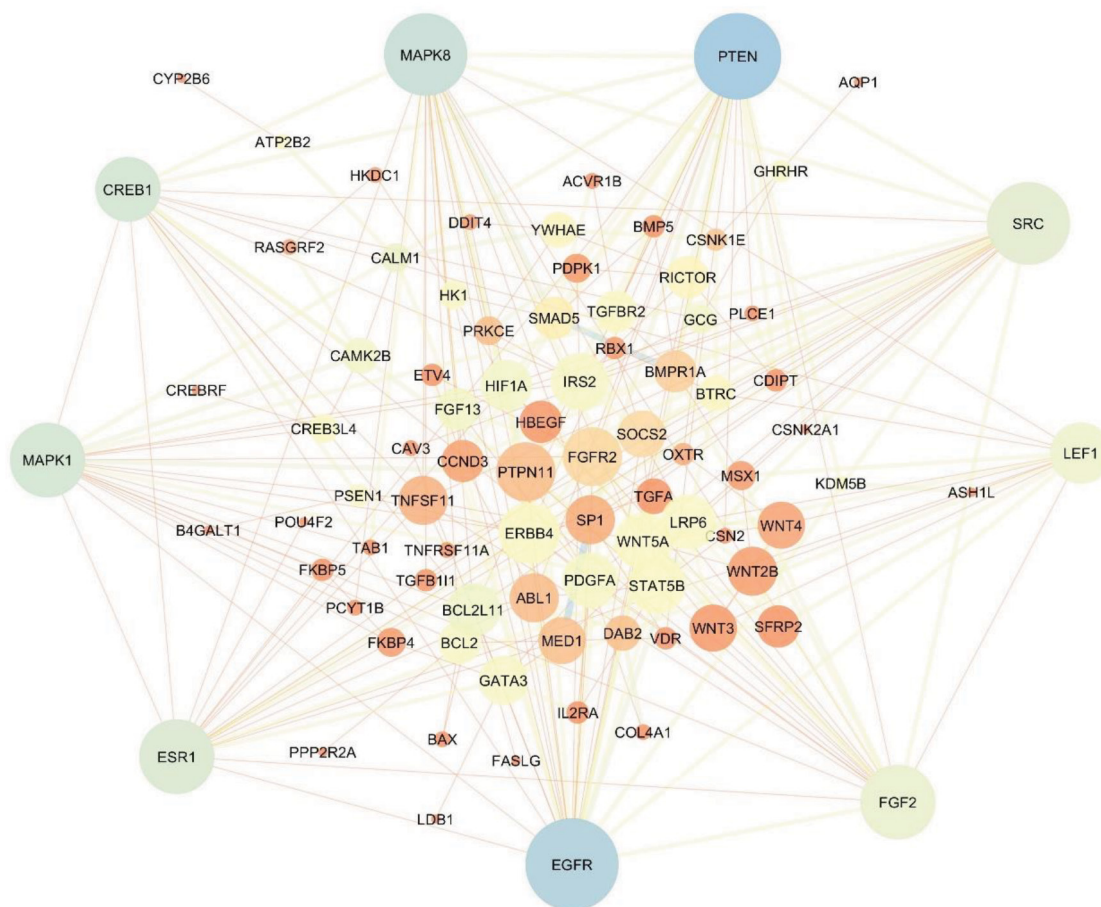 MAPK8
PTEN
CYP2B6
AQP1
ATP2B2
GHRHR
HKDC1
ACVR1B
CREB1
DDIT4
YWHAE
BMP5
CSNK1E
SRC
RASGRF2
CALM1
PDPK1
RICTOR
HK1
TGFBR2
SMAD5
GCG
PLCE1
PRKCE
RBX1
CAMK2B
BMPR1A
ETV4
HIF1A
IRS2
CDIPT
CREBRF
BTRC
FGF13
HBEGF
CREB3L4
SOCS2
CSNK2A1
CAV3
OXTR
MAPK1
CCND3
PTPN11
FGFR2
LEF1
MSX1
KDM5B
PSEN1
TNFSF11
TGFA
ASH1L
B4GALT1
POU4F2
SP1
LRP6
WNT4
ERBB4
WNT5A
CSN2
TAB1
TNFRSF11A
FKBP5
WNT2B
TGFB1I1
PDGFA
STAT5B
PCYT1B
BCL2L11
ABL1
FKBP4
BCL2
MED1
DAB2
VDR
WNT3
SFRP2
GATA3
IL2RA
COL4A1
ESR1
PPP2R2A
BAX
FASLG
FGF2
LDB1
EGFR